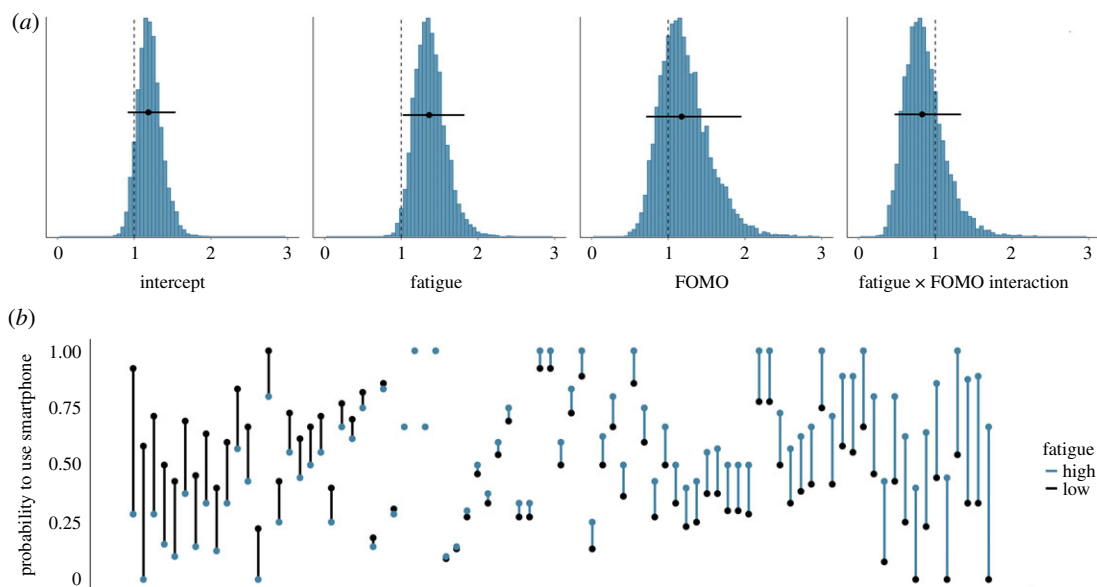 (a)
0 1 2 3
intercept
0 1 2 3
fatigue
0 1 2 3
FOMO
0 1 2 3
fatigue × FOMO interaction
(b)
probability to use smartphone
1.00
0.75
0.50
0.25
0
fatigue
high
low